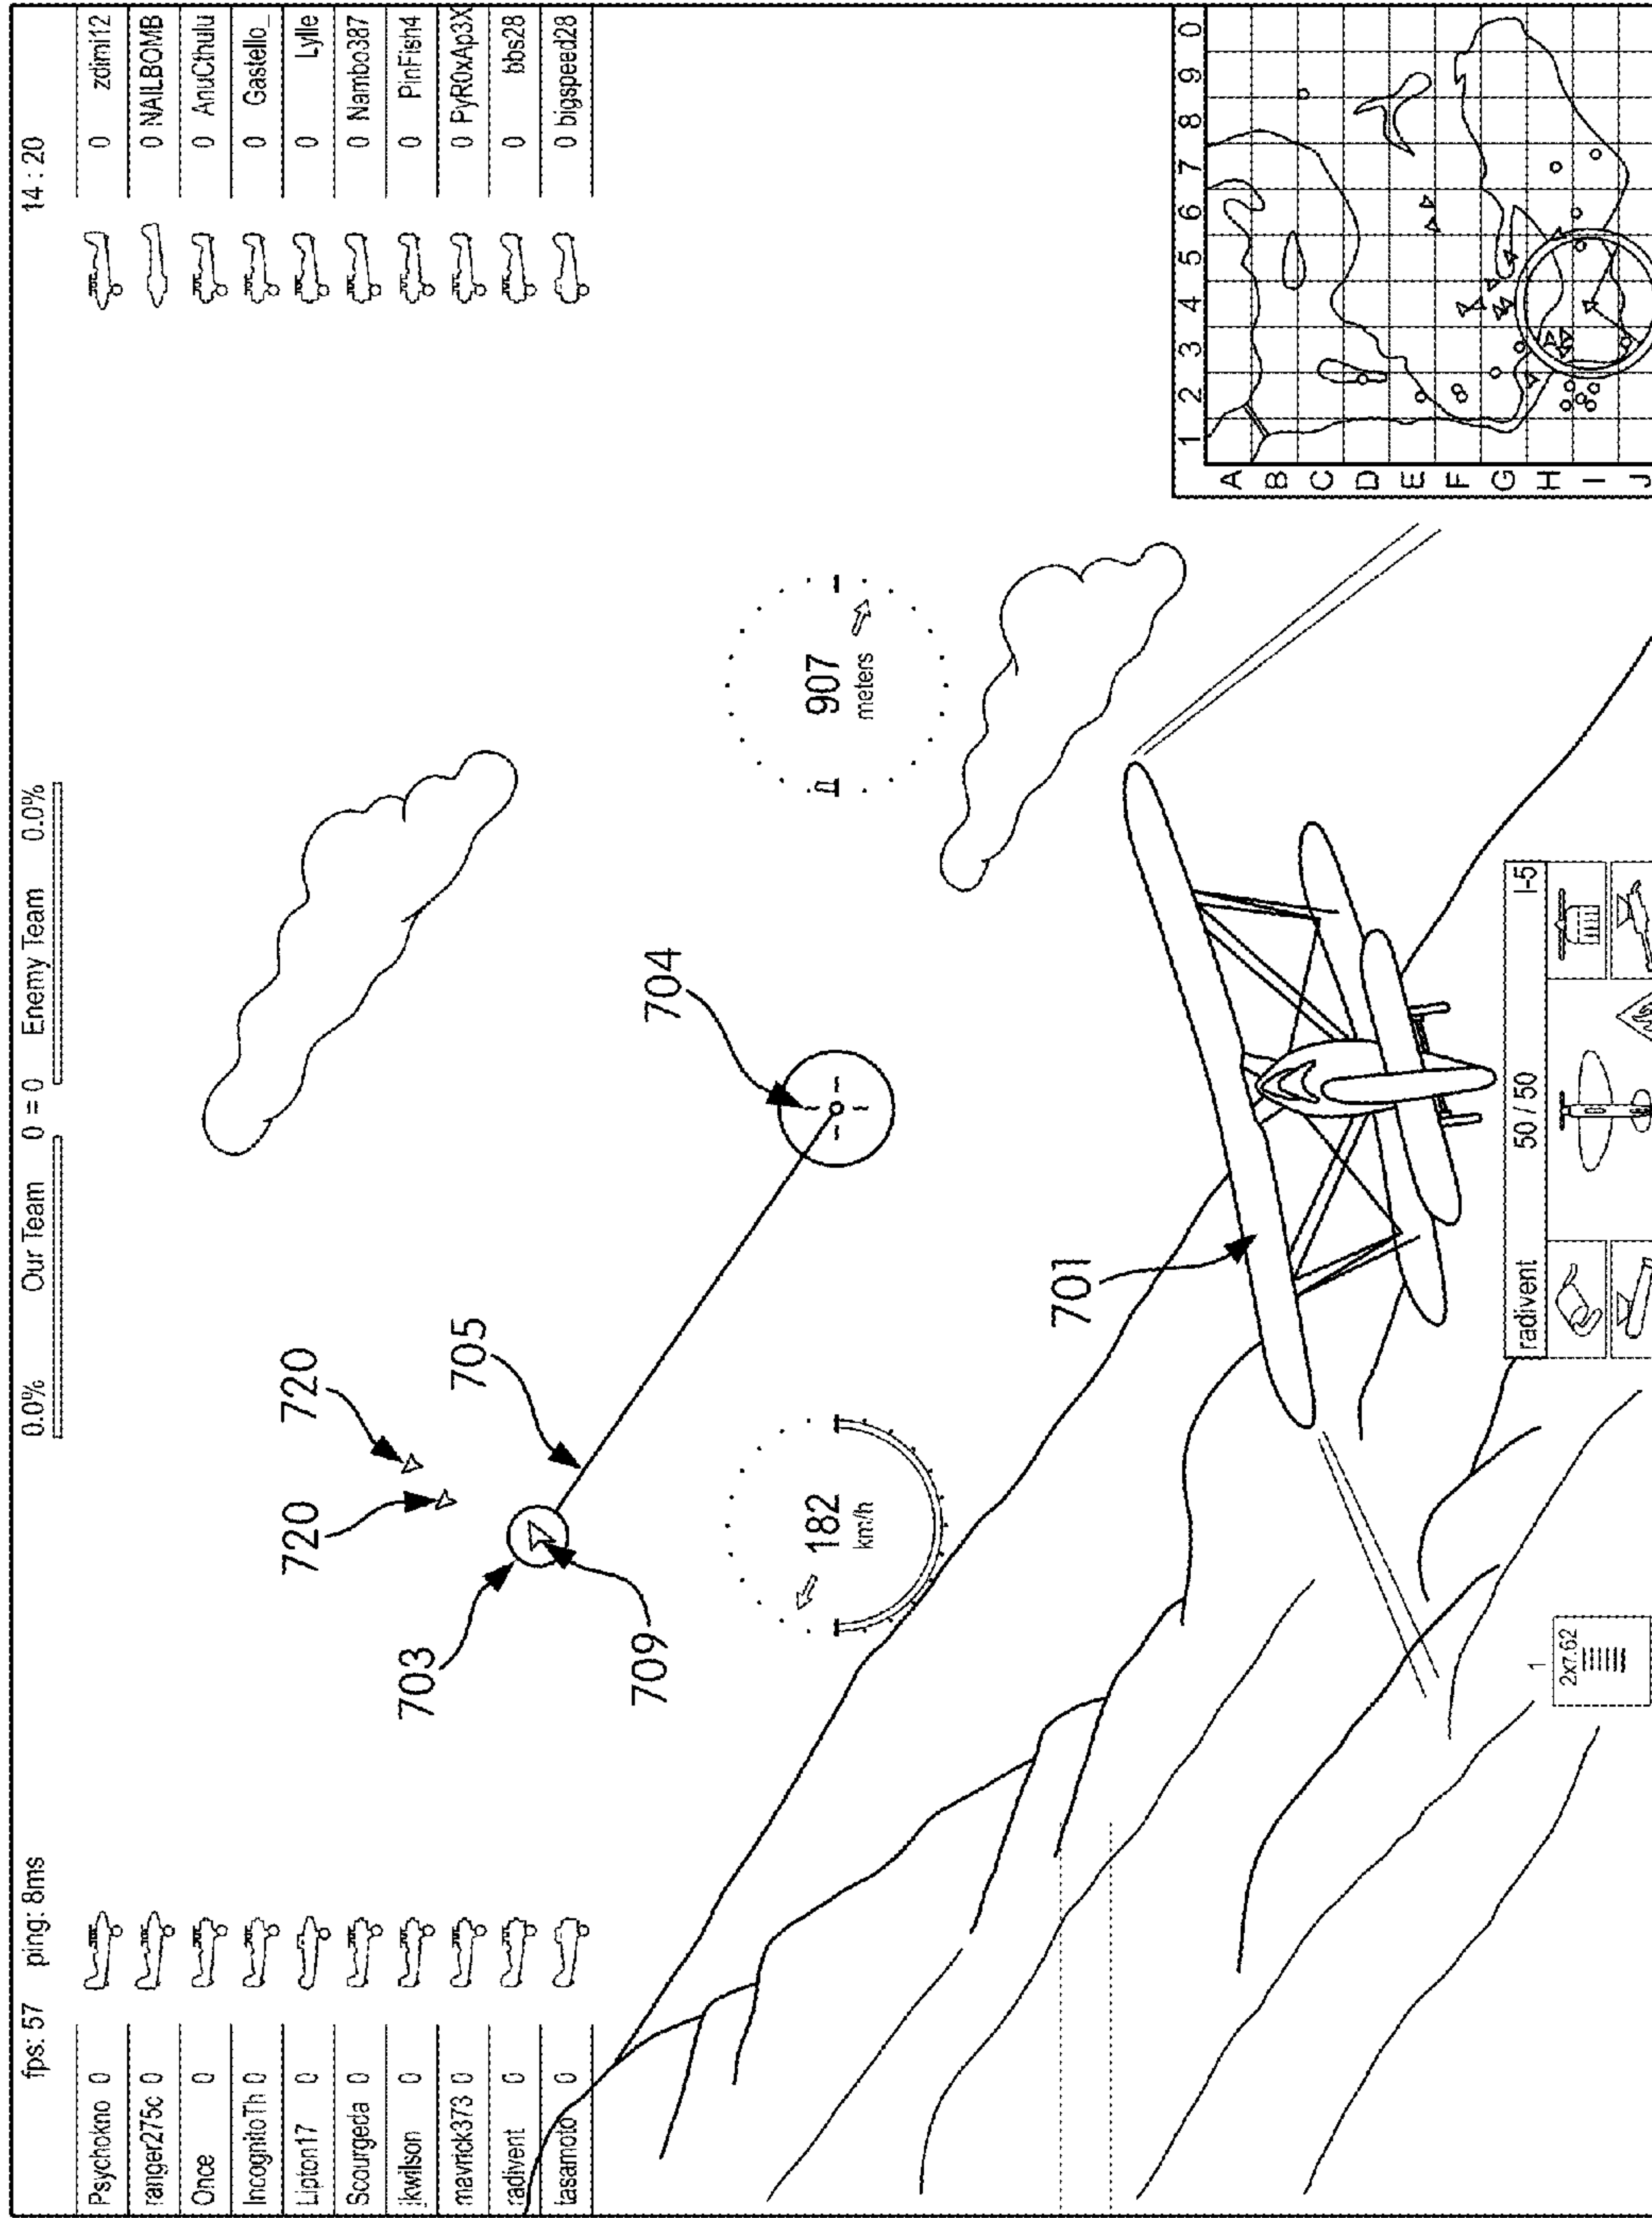 fps: 57 ping: 8ms
0.0% Our Team 0 = 0 Enemy Team 0.0%
14 : 20
Psychokno 0
ranger275c 0
Once 0
IncognitoTh 0
Lipton17 0
Scourgeda 0
jkwilson 0
mavrick373 0
radivent 0
tasamoto 0
0 zdimi12
0 NAILBOMB
0 AnuCthulu
0 Gastello_
0 Lylle
0 Nambo387
0 PinFish4
0 PyR0xAp3X
0 bbs28
0 bigspeed28
720
720
703
705
709
704
182
km/h
907
meters
701
1
2x7.62
radivent 50 / 50 I-5
1 2 3 4 5 6 7 8 9 0
A
B
C
D
E
F
G
H
I
J